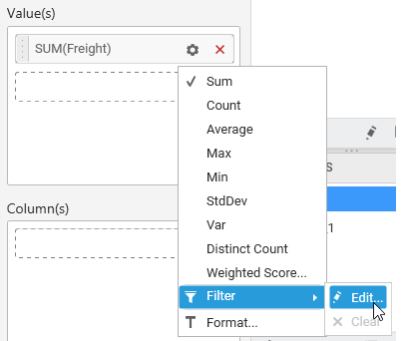 Value(s)
SUM(Freight)
Sum
Count
Average
Max
Min
StdDev
Var
Distinct Count
Weighted Score...
Filter
Edit...
Clear
Format...
Column(s)
S
_1